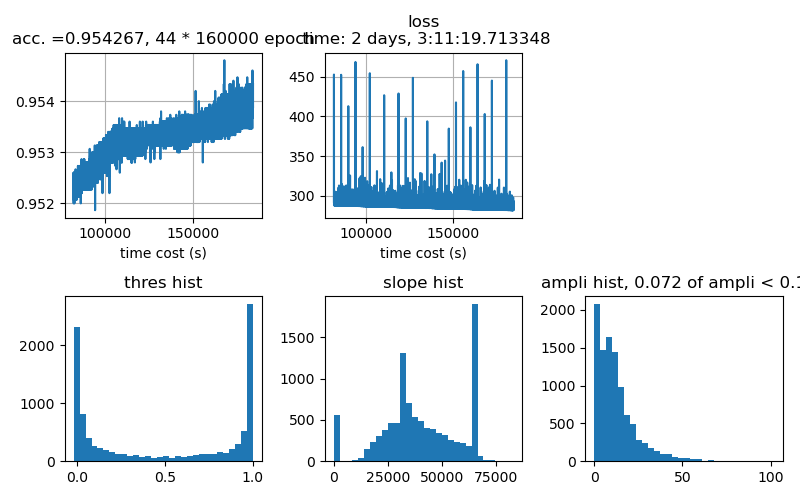 acc. =0.954267, 44 * 160000 epoch
loss
time: 2 days, 3:11:19.713348
0.954
0.953
0.952
100000 150000
time cost (s)
450
400
350
300
100000 150000
time cost (s)
thres hist
2000
1000
0
0.0 0.5 1.0
slope hist
1500
1000
500
0
0 25000 50000 75000
ampli hist, 0.072 of ampli < 0.1
2000
1500
1000
500
0
0 50 100